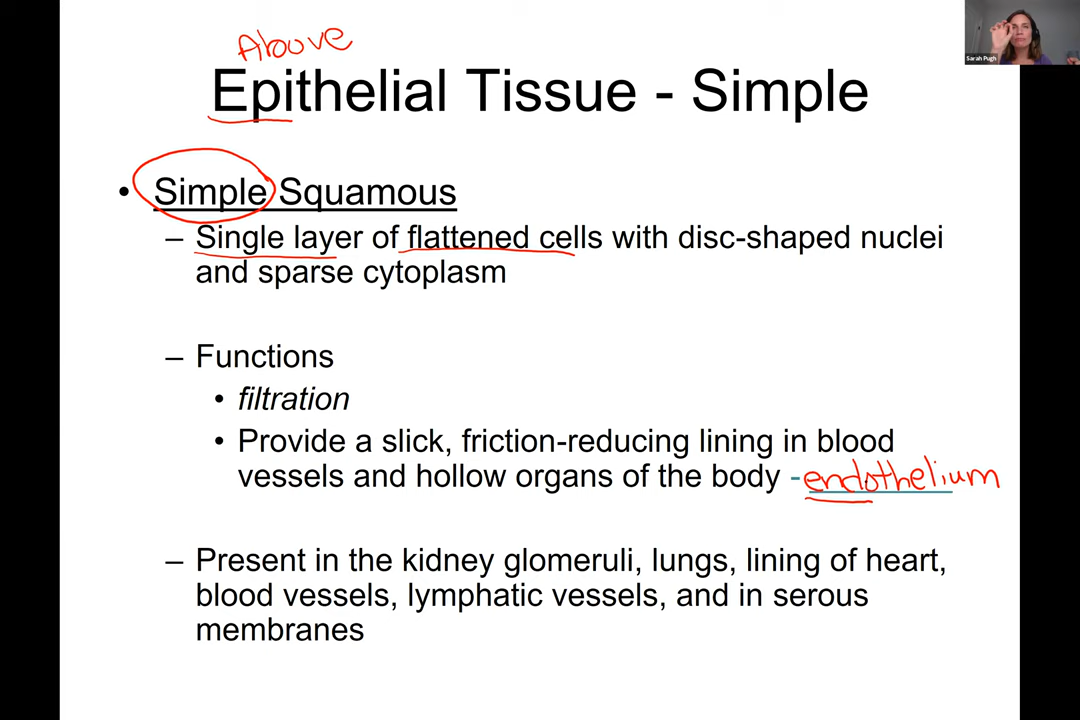 Above
Sarah Pugh
Epithelial Tissue - Simple
• Simple Squamous
– Single layer of flattened cells with disc-shaped nuclei
and sparse cytoplasm
– Functions
• filtration
• Provide a slick, friction-reducing lining in blood
vessels and hollow organs of the body - endothelium
– Present in the kidney glomeruli, lungs, lining of heart,
blood vessels, lymphatic vessels, and in serous
membranes